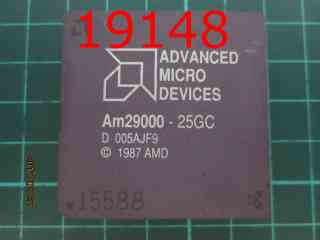 19148
ADVANCED
MICRO
DEVICES
Am29000 - 25GC
D 005AJF9
© 1987 AMD
15588